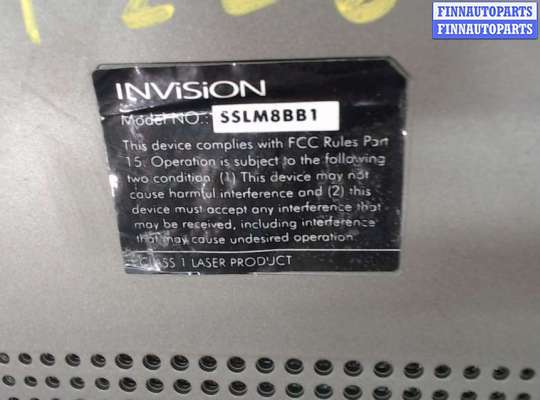 FINNAUTOPARTS
FINNAUTOPARTS
INVISION
Model NO.: SSLM8BB1
This device complies with FCC Rules Part
15. Operation is subject to the following
two condition. (1) This device may not
cause harmful interference and (2) this
device must accept any interference that
may be received, including interference
that may cause undesired operation.
CLASS 1 LASER PRODUCT